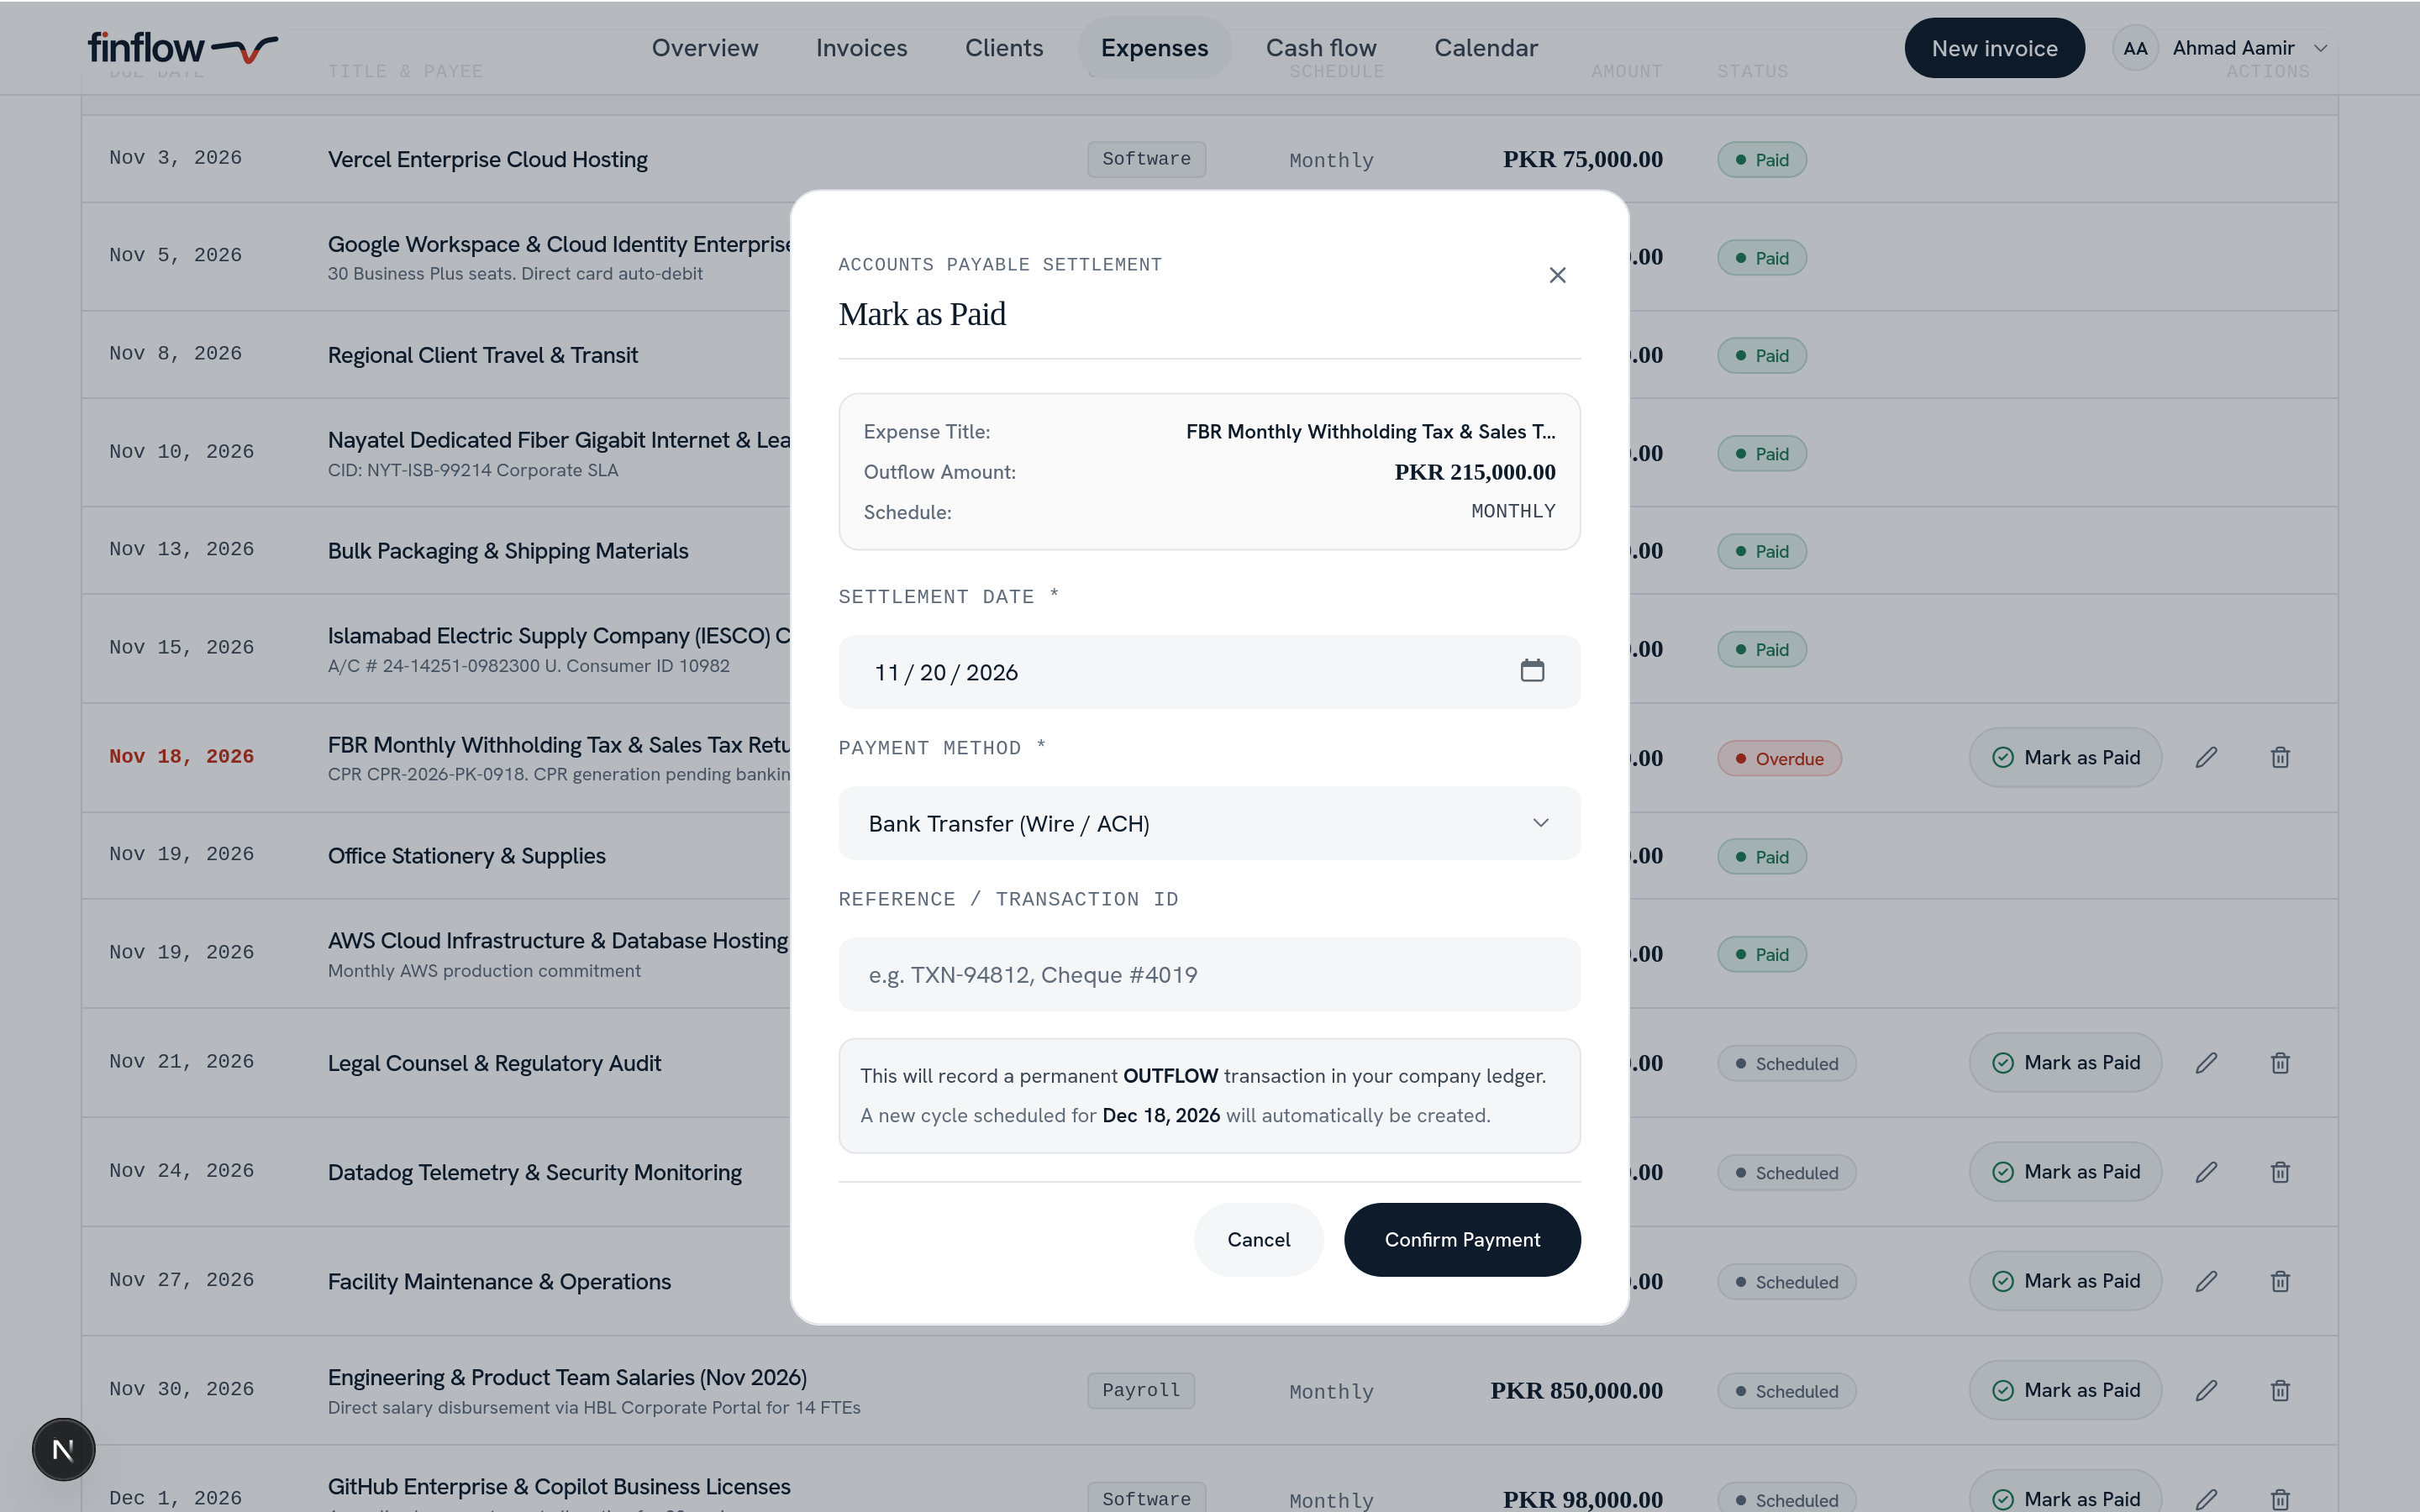 finflow Overview Invoices Clients Expenses Cash flow Calendar New invoice AA Ahmad Aamir
DUE DATE TITLE & PAYEE SCHEDULE AMOUNT STATUS ACTIONS
Nov 3, 2026 Vercel Enterprise Cloud Hosting Software Monthly PKR 75,000.00 Paid
Nov 5, 2026 Google Workspace & Cloud Identity Enterprise .00 Paid
30 Business Plus seats. Direct card auto-debit
Nov 8, 2026 Regional Client Travel & Transit .00 Paid
Nov 10, 2026 Nayatel Dedicated Fiber Gigabit Internet & Lea .00 Paid
CID: NYT-ISB-99214 Corporate SLA
Nov 13, 2026 Bulk Packaging & Shipping Materials .00 Paid
Nov 15, 2026 Islamabad Electric Supply Company (IESCO) C .00 Paid
A/C # 24-14251-0982300 U. Consumer ID 10982
Nov 18, 2026 FBR Monthly Withholding Tax & Sales Tax Retu .00 Overdue Mark as Paid
CPR CPR-2026-PK-0918. CPR generation pending bankin
Nov 19, 2026 Office Stationery & Supplies .00 Paid
Nov 19, 2026 AWS Cloud Infrastructure & Database Hosting .00 Paid
Monthly AWS production commitment
Nov 21, 2026 Legal Counsel & Regulatory Audit .00 Scheduled Mark as Paid
Nov 24, 2026 Datadog Telemetry & Security Monitoring .00 Scheduled Mark as Paid
Nov 27, 2026 Facility Maintenance & Operations .00 Scheduled Mark as Paid
Nov 30, 2026 Engineering & Product Team Salaries (Nov 2026) Payroll Monthly PKR 850,000.00 Scheduled Mark as Paid
Direct salary disbursement via HBL Corporate Portal for 14 FTEs
Dec 1, 2026 GitHub Enterprise & Copilot Business Licenses Software Monthly PKR 98,000.00 Scheduled Mark as Paid
ACCOUNTS PAYABLE SETTLEMENT
Mark as Paid
Expense Title: FBR Monthly Withholding Tax & Sales T...
Outflow Amount: PKR 215,000.00
Schedule: MONTHLY
SETTLEMENT DATE *
11 / 20 / 2026
PAYMENT METHOD *
Bank Transfer (Wire / ACH)
REFERENCE / TRANSACTION ID
e.g. TXN-94812, Cheque #4019
This will record a permanent OUTFLOW transaction in your company ledger.
A new cycle scheduled for Dec 18, 2026 will automatically be created.
Cancel Confirm Payment
N